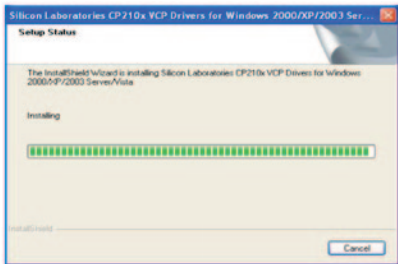 Silicon Laboratories CP210x VCP Drivers for Windows 2000/XP/2003 Ser...
Setup Status
The InstallShield Wizard is installing Silicon Laboratories CP210x VCP Drivers for Windows
2000/XP/2003 Server/Vista
Installing
InstallShield
Cancel